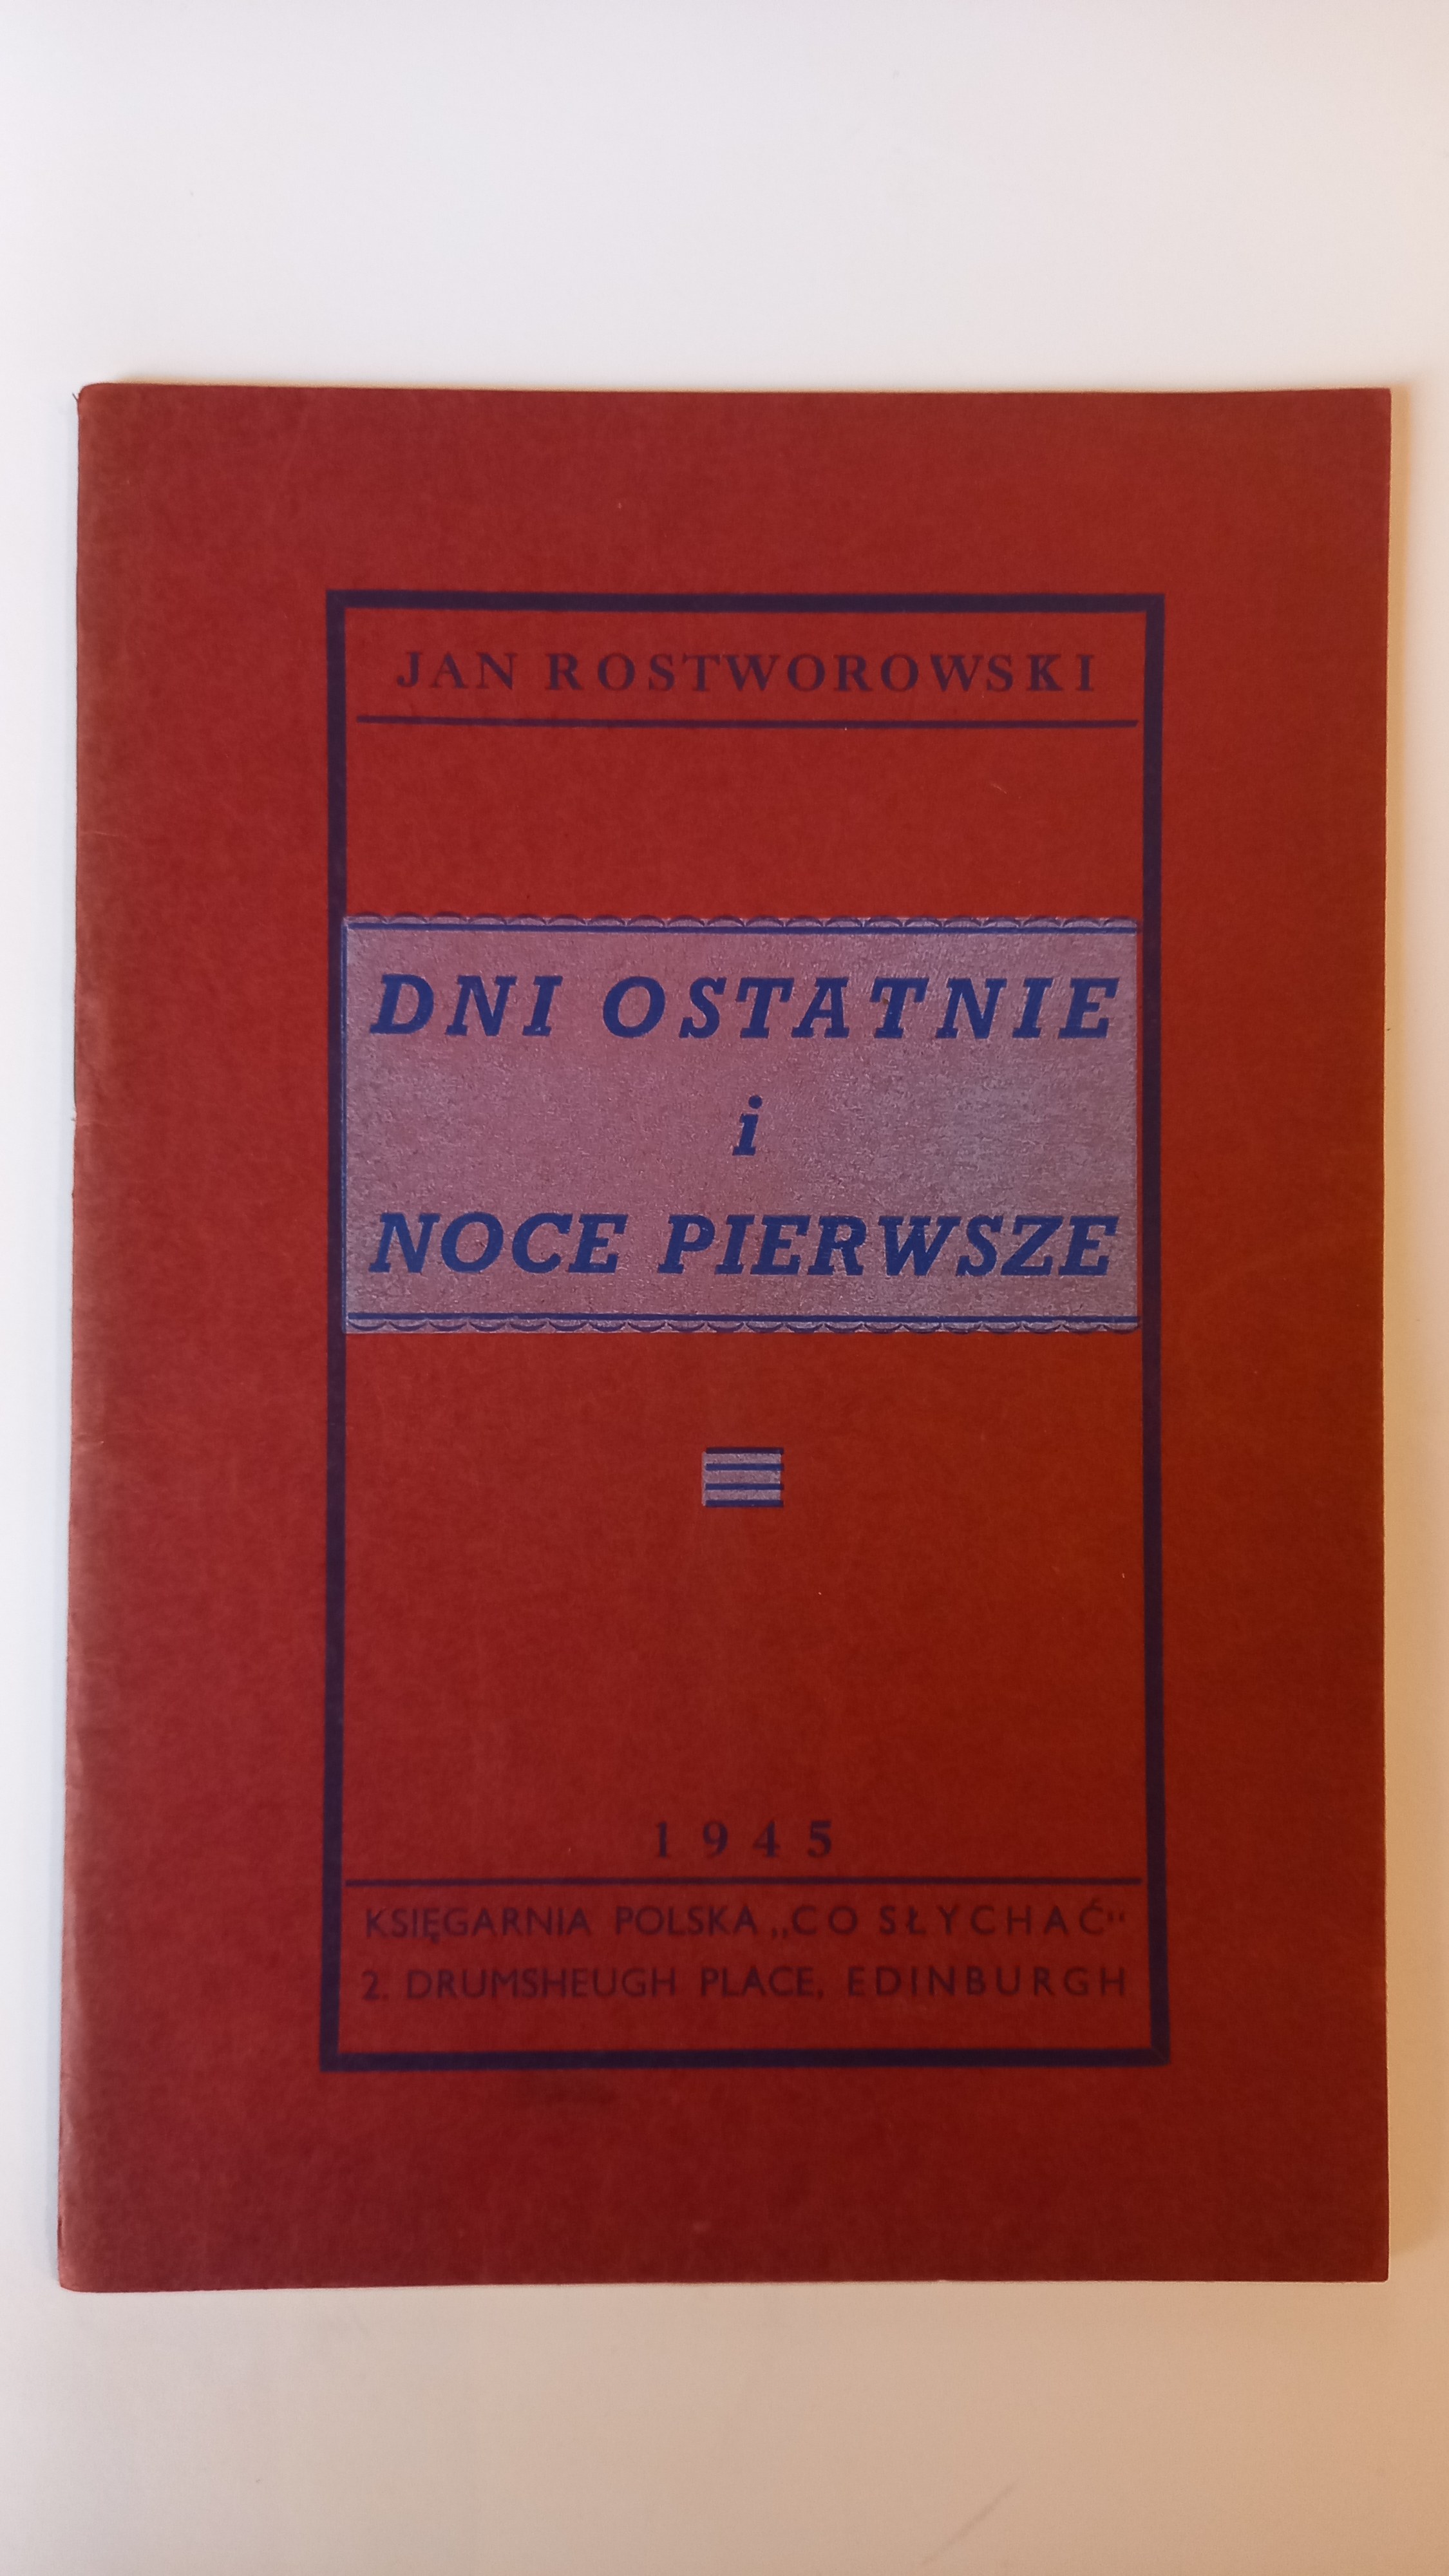 JAN ROSTWOROWSKI
DNI OSTATNIE
i
NOCE PIERWSZE
1945
KSIĘGARNIA POLSKA „CO SŁYCHAĆ"
2. DRUMSHEUGH PLACE, EDINBURGH